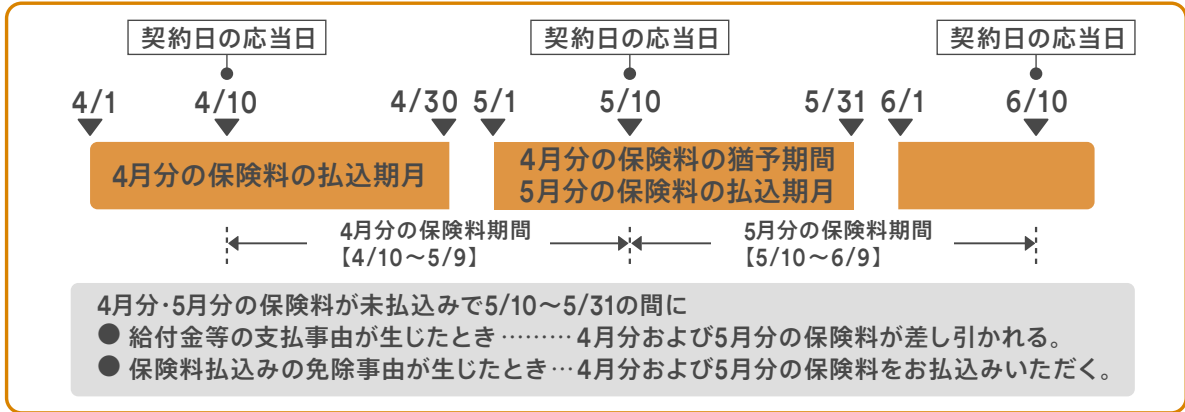 契約日の応当日 契約日の応当日 契約日の応当日
4/1 4/10 4/30 5/1 5/10 5/31 6/1 6/10
4月分の保険料の払込期月
4月分の保険料の猶予期間
5月分の保険料の払込期月
4月分の保険料期間
【4/10～5/9】
5月分の保険料期間
【5/10～6/9】
4月分・5月分の保険料が未払込みで5/10～5/31の間に
● 給付金等の支払事由が生じたとき………4月分および5月分の保険料が差し引かれる。
● 保険料払込みの免除事由が生じたとき…4月分および5月分の保険料をお払込みいただく。